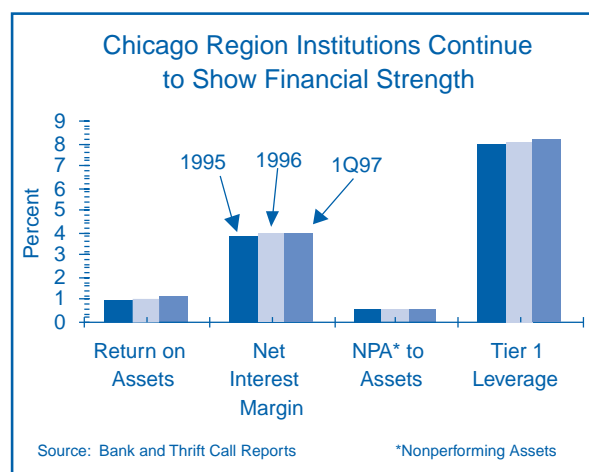 Chicago Region Institutions Continue
to Show Financial Strength
Percent
9
8
7
6
5
4
3
2
1
0
1995
1996
1Q97
Return on
Assets
Net
Interest
Margin
NPA* to
Assets
Tier 1
Leverage
Source: Bank and Thrift Call Reports
*Nonperforming Assets